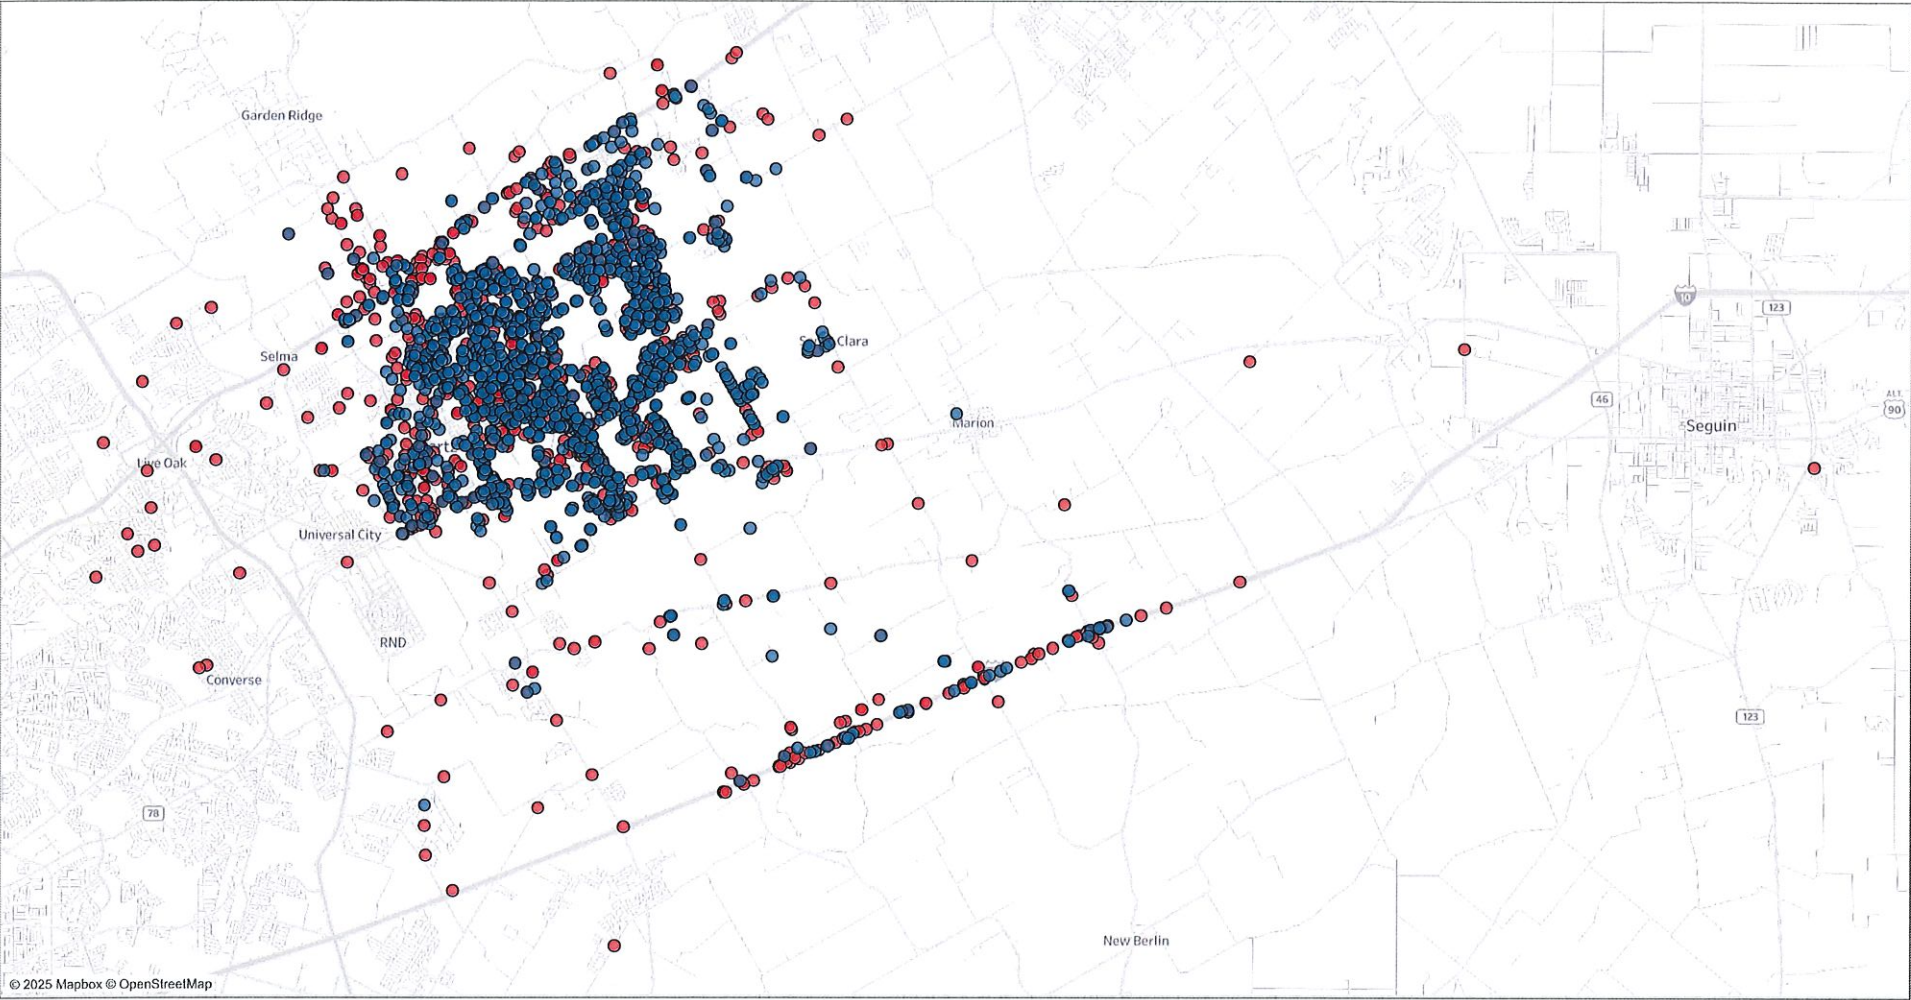 Garden Ridge
10
123
Clara
Selma
46
ALT.
90
Marion
Seguin
Live Oak
Universal City
RND
Converse
123
78
New Berlin
© 2025 Mapbox © OpenStreetMap